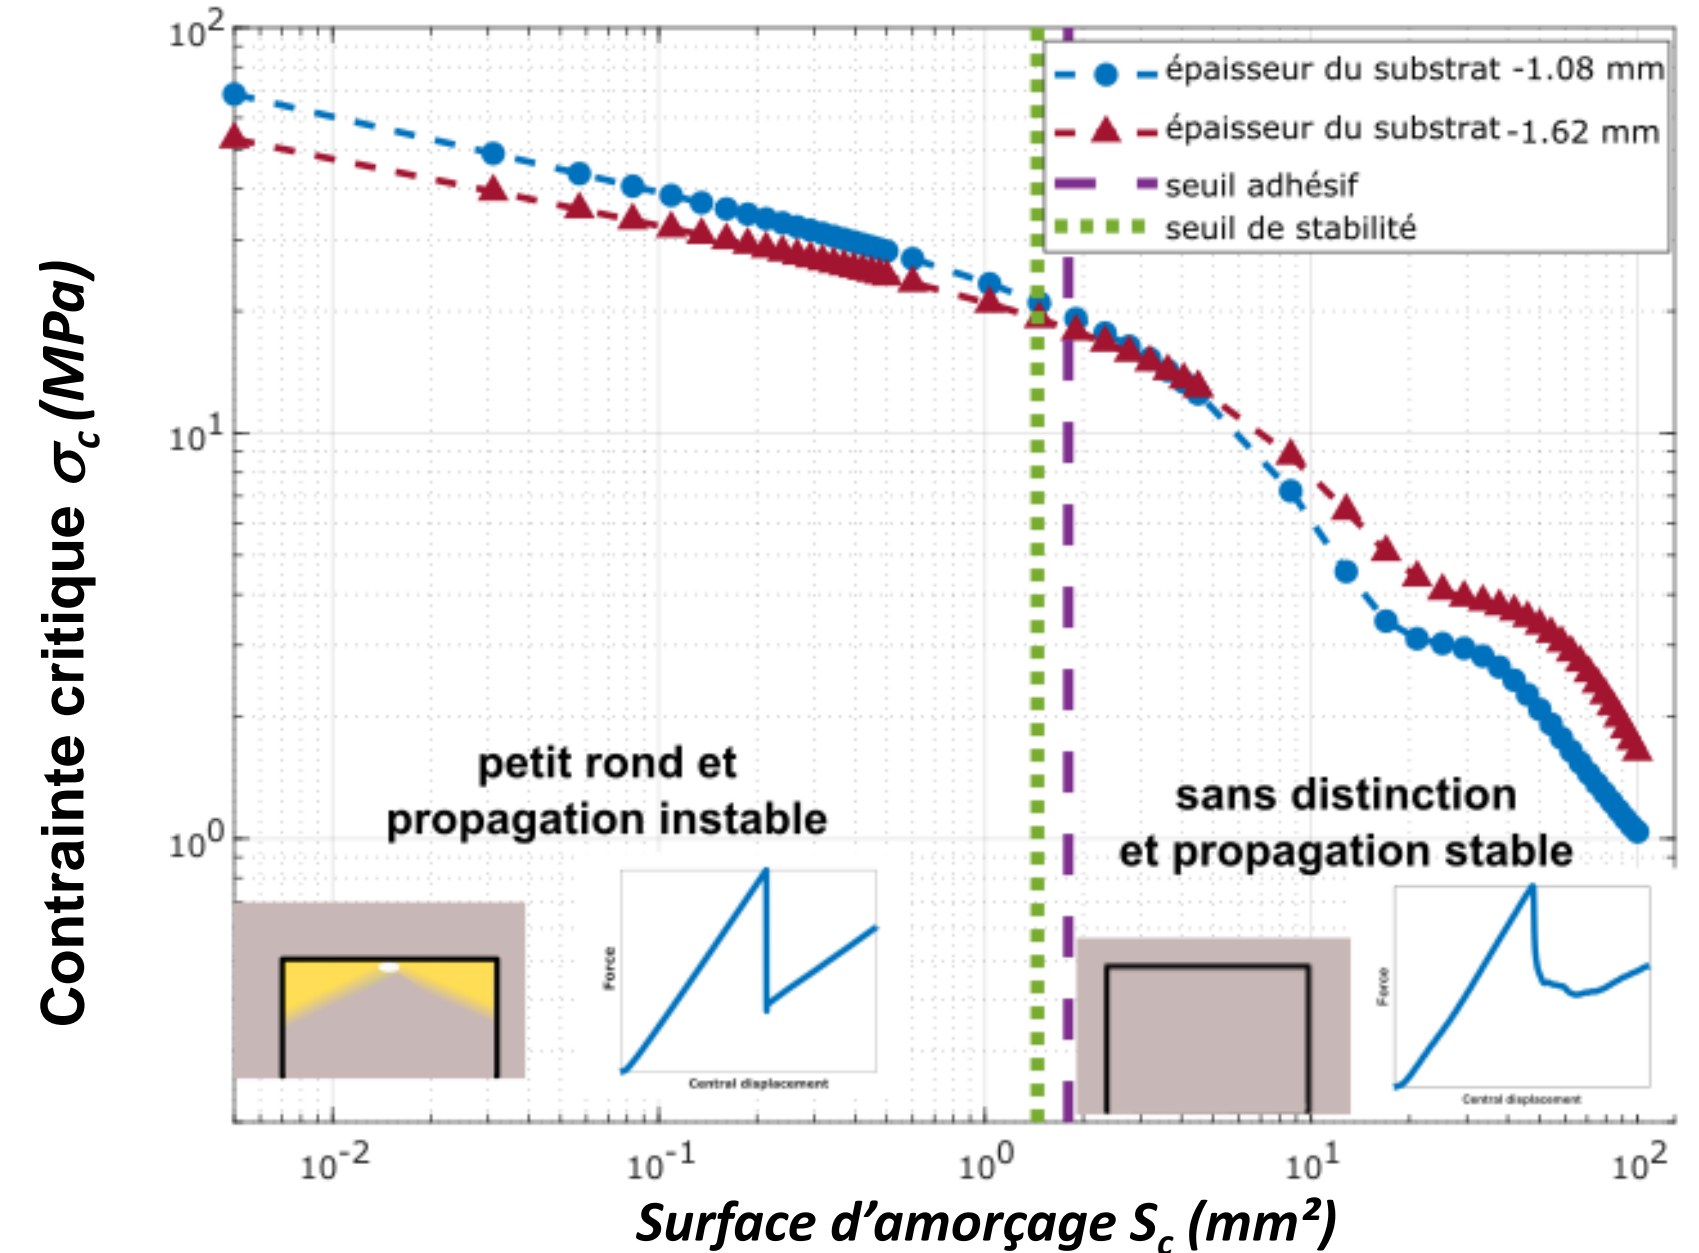 Contrainte critique σc (MPa)
10²
10¹
10⁰
épaisseur du substrat -1.08 mm
épaisseur du substrat -1.62 mm
seuil adhésif
seuil de stabilité
petit rond et
propagation instable
sans distinction
et propagation stable
Force
Central displacement
Force
Central displacement
10⁻²
10⁻¹
10⁰
10¹
10²
Surface d’amorçage Sc (mm²)